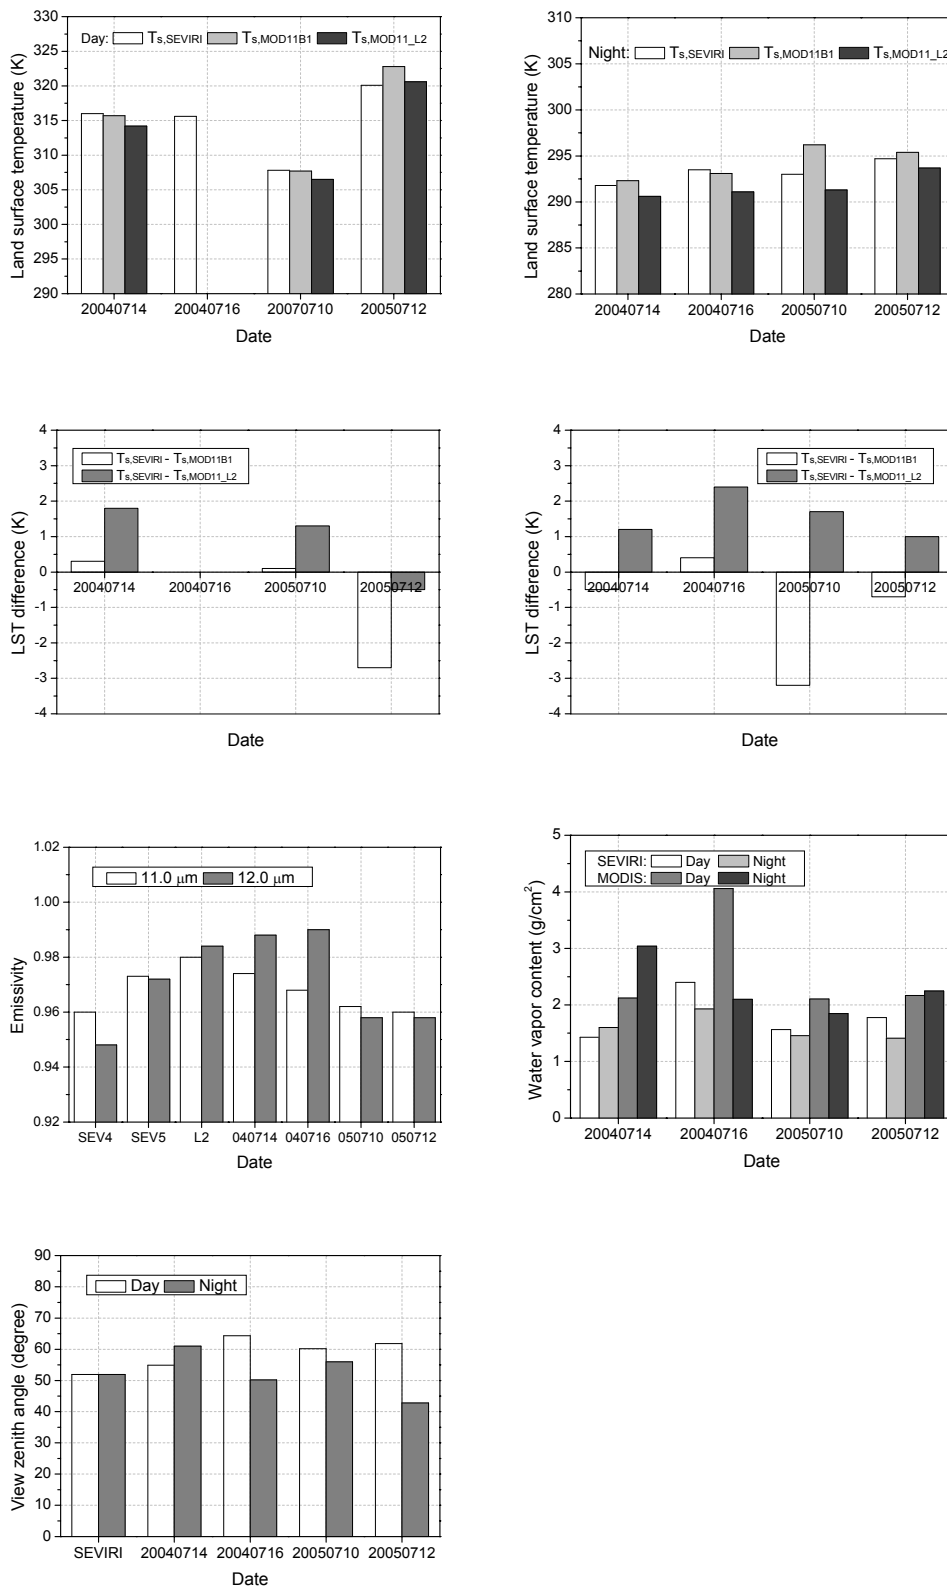 330
325
320
315
310
305
300
295
290
Land surface temperature (K)
Day: Ts,SEVIRI Ts,MOD11B1 Ts,MOD11_L2
20040714 20040716 20070710 20050712
Date
310
305
300
295
290
285
280
Land surface temperature (K)
Night: Ts,SEVIRI Ts,MOD11B1 Ts,MOD11_L2
20040714 20040716 20050710 20050712
Date
4
3
2
1
0
-1
-2
-3
-4
LST difference (K)
Ts,SEVIRI - Ts,MOD11B1
Ts,SEVIRI - Ts,MOD11_L2
20040714 20040716 20050710 20050712
Date
4
3
2
1
0
-1
-2
-3
-4
LST difference (K)
Ts,SEVIRI - Ts,MOD11B1
Ts,SEVIRI - Ts,MOD11_L2
20040714 20040716 20050710 20050712
Date
1.02
1.00
0.98
0.96
0.94
0.92
Emissivity
11.0 μm 12.0 μm
SEV4 SEV5 L2 040714 040716 050710 050712
Date
5
4
3
2
1
0
Water vapor content (g/cm²)
SEVIRI: Day Night
MODIS: Day Night
20040714 20040716 20050710 20050712
Date
90
80
70
60
50
40
30
20
10
0
View zenith angle (degree)
Day Night
SEVIRI 20040714 20040716 20050710 20050712
Date